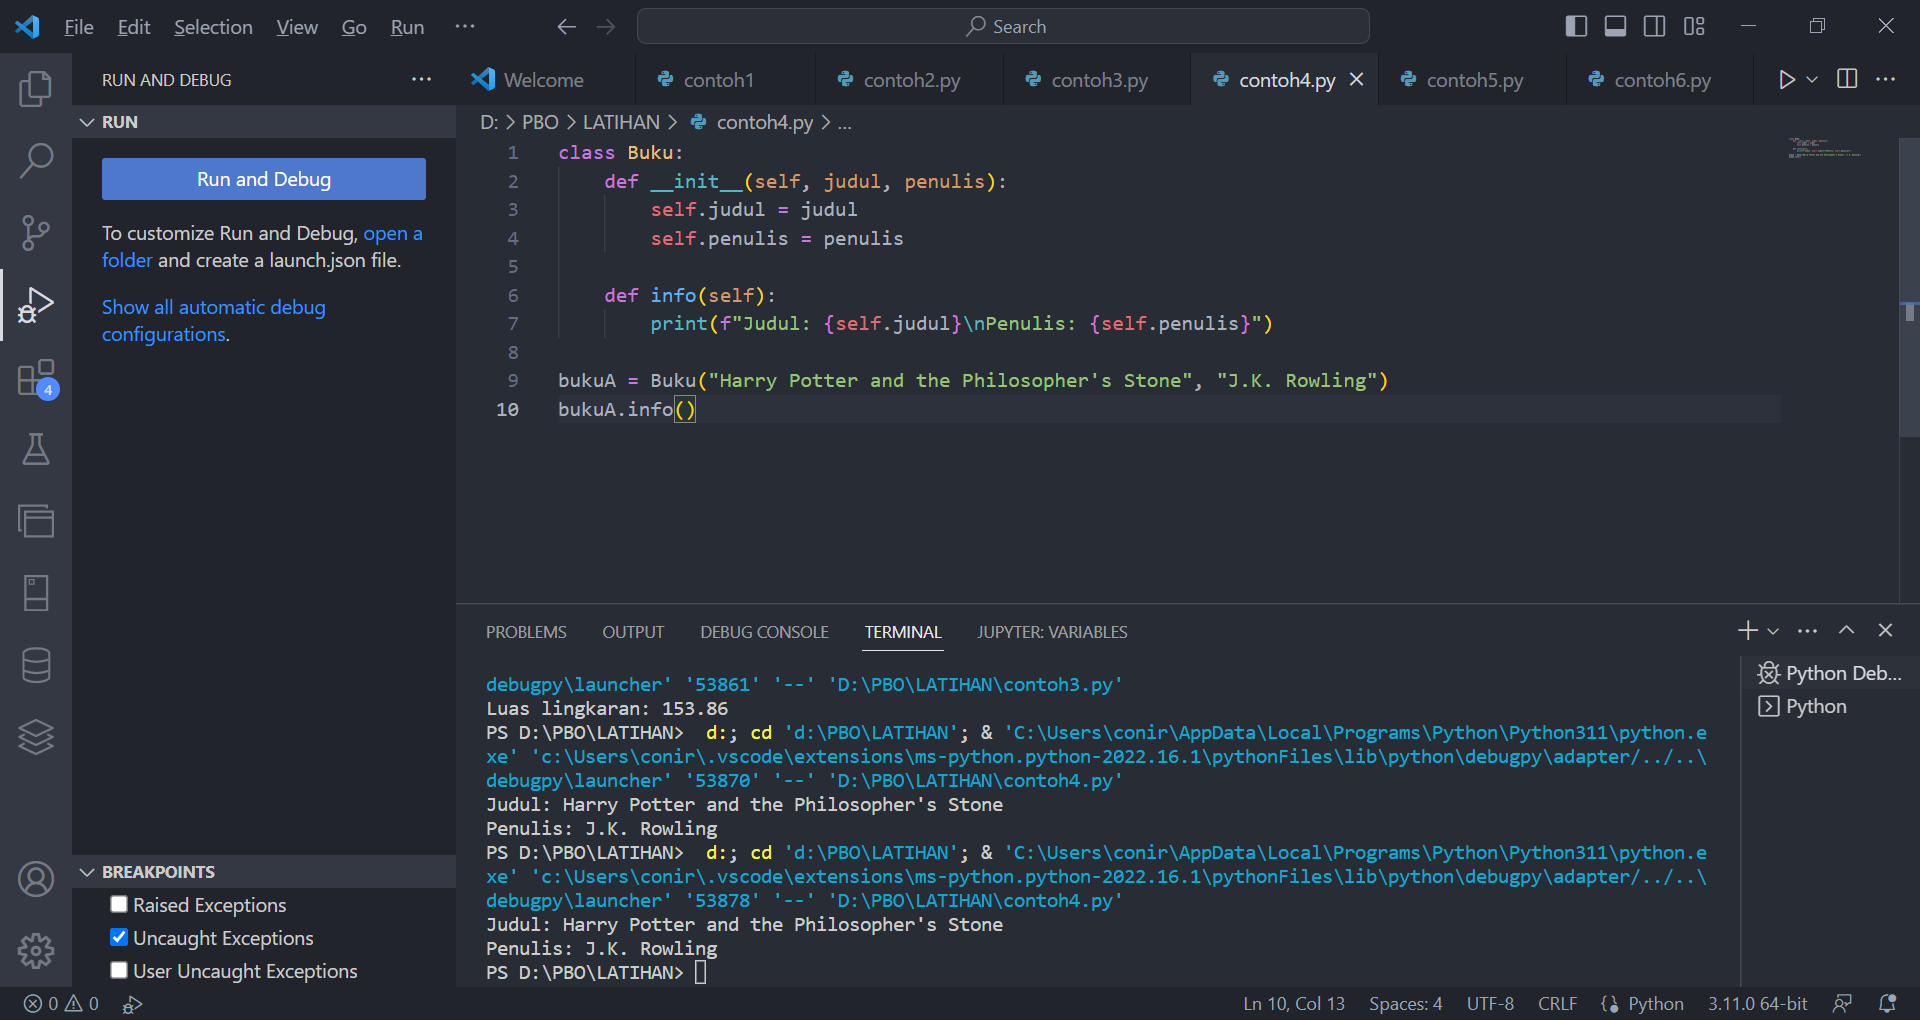 File Edit Selection View Go Run ··· Search
RUN AND DEBUG ···
Welcome contoh1 contoh2.py contoh3.py contoh4.py contoh5.py contoh6.py
RUN
Run and Debug
To customize Run and Debug, open a
folder and create a launch.json file.
Show all automatic debug
configurations.
4
BREAKPOINTS
Raised Exceptions
Uncaught Exceptions
User Uncaught Exceptions
D: > PBO > LATIHAN > contoh4.py > ...
1 class Buku:
2     def __init__(self, judul, penulis):
3         self.judul = judul
4         self.penulis = penulis
5
6     def info(self):
7         print(f"Judul: {self.judul}\nPenulis: {self.penulis}")
8
9 bukuA = Buku("Harry Potter and the Philosopher's Stone", "J.K. Rowling")
10 bukuA.info()
PROBLEMS OUTPUT DEBUG CONSOLE TERMINAL JUPYTER: VARIABLES
debugpy\launcher' '53861' '--' 'D:\PBO\LATIHAN\contoh3.py'
Luas lingkaran: 153.86
PS D:\PBO\LATIHAN>  d:; cd 'd:\PBO\LATIHAN'; & 'C:\Users\conir\AppData\Local\Programs\Python\Python311\python.e
xe' 'c:\Users\conir\.vscode\extensions\ms-python.python-2022.16.1\pythonFiles\lib\python\debugpy\adapter/../..\
debugpy\launcher' '53870' '--' 'D:\PBO\LATIHAN\contoh4.py'
Judul: Harry Potter and the Philosopher's Stone
Penulis: J.K. Rowling
PS D:\PBO\LATIHAN>  d:; cd 'd:\PBO\LATIHAN'; & 'C:\Users\conir\AppData\Local\Programs\Python\Python311\python.e
xe' 'c:\Users\conir\.vscode\extensions\ms-python.python-2022.16.1\pythonFiles\lib\python\debugpy\adapter/../..\
debugpy\launcher' '53878' '--' 'D:\PBO\LATIHAN\contoh4.py'
Judul: Harry Potter and the Philosopher's Stone
Penulis: J.K. Rowling
PS D:\PBO\LATIHAN>
Python Deb...
Python
0 0 Ln 10, Col 13 Spaces: 4 UTF-8 CRLF Python 3.11.0 64-bit